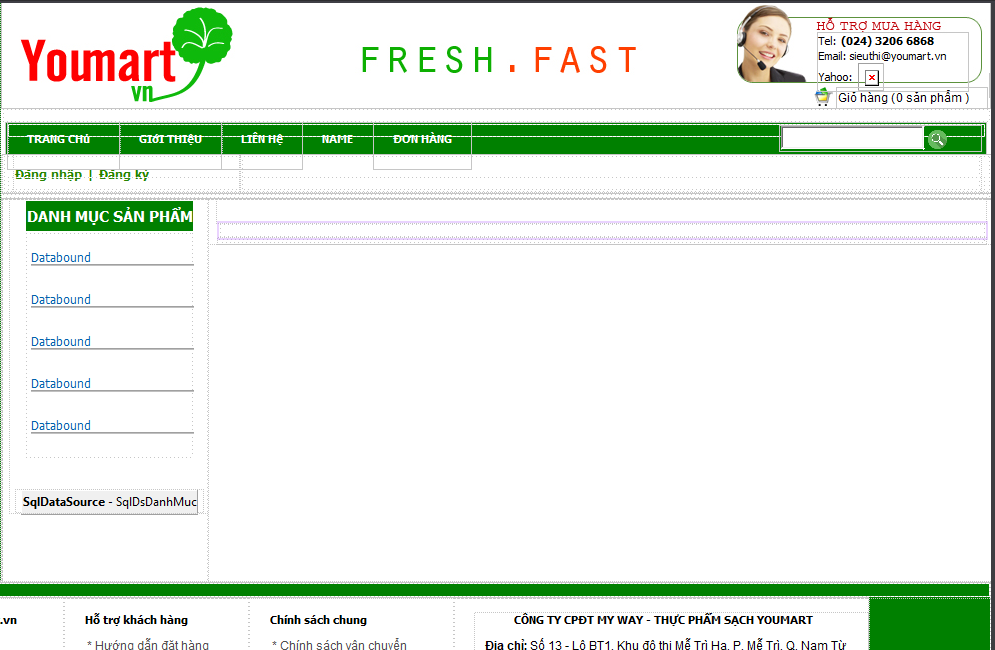 Youmart
vn
FRESH.FAST
HỖ TRỢ MUA HÀNG
Tel: (024) 3206 6868
Email: sieuthi@youmart.vn
Yahoo:
Giỏ hàng (0 sản phẩm )
TRANG CHủ GIớI THIỆU LIÊN Hệ NAME ĐƠN HÀNG
Đăng nhập | Đăng ký
DANH MỤC SẢN PHẨM
Databound
Databound
Databound
Databound
Databound
SqlDataSource - SqlDsDanhMuc
.vn Hỗ trợ khách hàng Chính sách chung CÔNG TY CPĐT MY WAY - THỰC PHẨM SẠCH YOUMART
* Hướng dẫn đặt hàng * Chính sách vận chuyển Địa chỉ: Số 13 - Lô BT1, Khu đô thị Mễ Trì Hạ, P. Mễ Trì, Q. Nam Từ